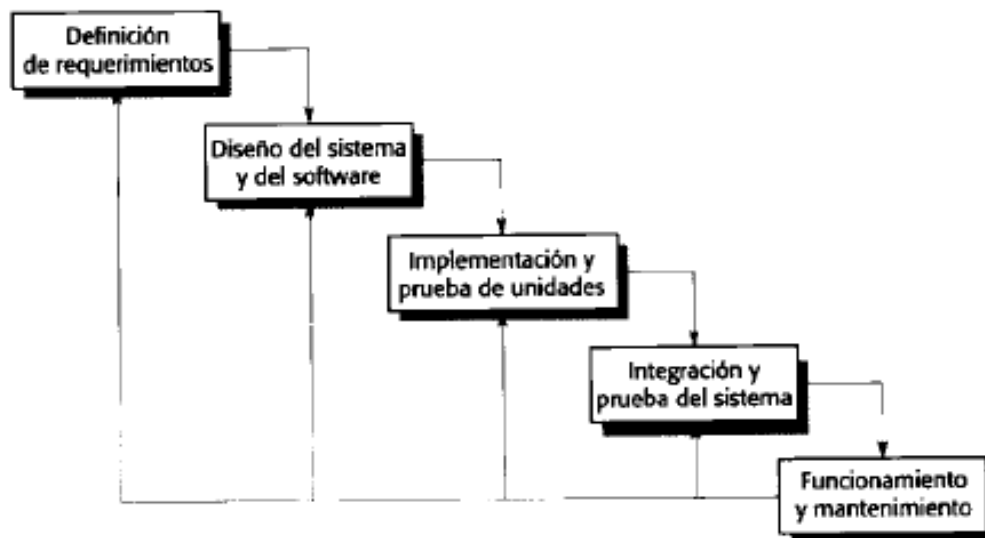 Definición
de requerimientos
Diseño del sistema
y del software
Implementación y
prueba de unidades
Integración y
prueba del sistema
Funcionamiento
y mantenimiento